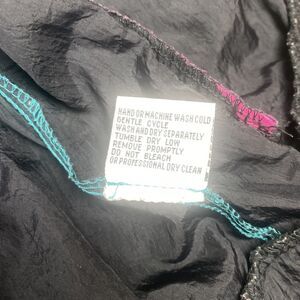 HAND OR MACHINE WASH COLD
GENTLE CYCLE
WASH AND DRY SEPARATELY
TUMBLE DRY LOW
REMOVE PROMPTLY
DO NOT BLEACH
OR PROFESSIONAL DRY CLEAN